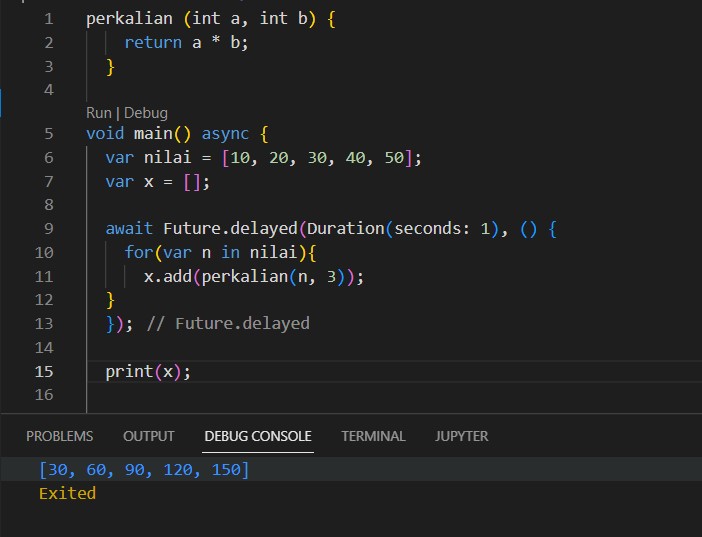 1 perkalian (int a, int b) {
2 return a * b;
3 }
4
Run | Debug
5 void main() async {
6 var nilai = [10, 20, 30, 40, 50];
7 var x = [];
8
9 await Future.delayed(Duration(seconds: 1), () {
10 for(var n in nilai){
11 x.add(perkalian(n, 3));
12 }
13 }); // Future.delayed
14
15 print(x);
16
PROBLEMS OUTPUT DEBUG CONSOLE TERMINAL JUPYTER
[30, 60, 90, 120, 150]
Exited